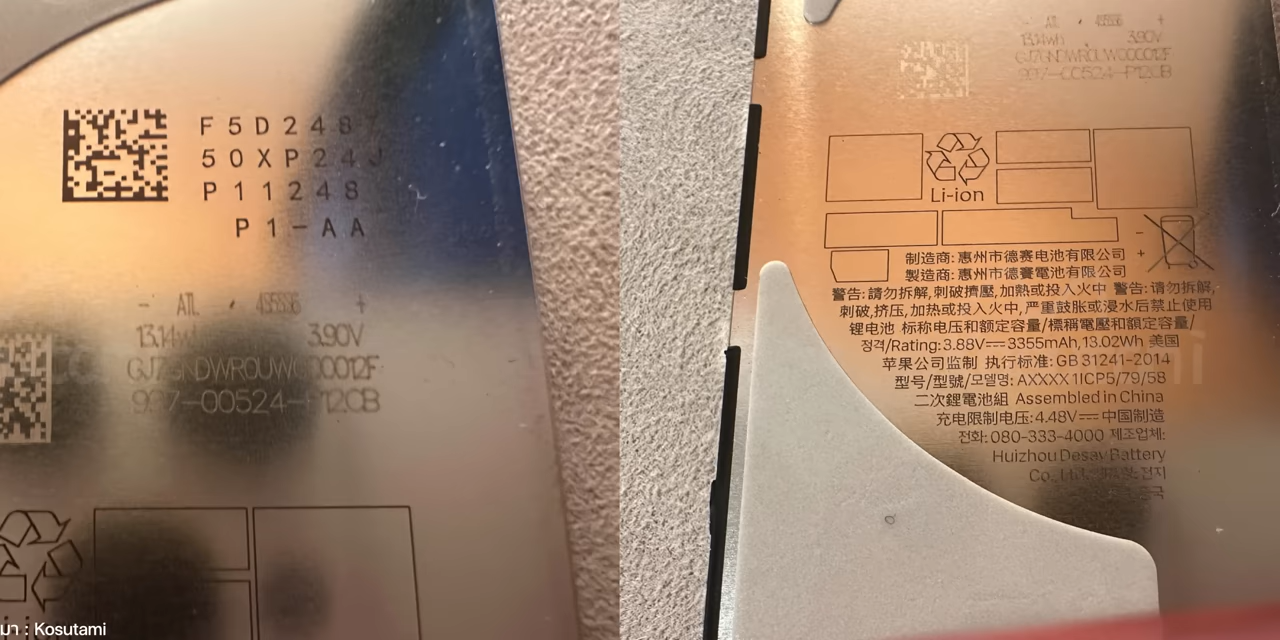 F5D248
50XP24J
P11248
P1-AA
- ATL +
13.14wh 3.90V
มา : Kosutami
- ATL +
13.14wh 3.90V
Li-ion
-
+
制造商: 惠州市德赛电池有限公司
製造商: 惠州市德賽電池有限公司
警告: 請勿拆解, 刺破擠壓, 加熱或投入火中 警告: 请勿拆解,
刺破, 挤压, 加热或投入火中, 严重鼓胀或浸水后禁止使用
锂电池 标称电压和额定容量/標稱電壓和額定容量/
정격/Rating: 3.88V⎓3355mAh, 13.02Wh 美国
苹果公司监制 执行标准: GB 31241-2014
型号/型號/모델명: AXXXX 1ICP5/79/58
二次鋰電池組 Assembled in China
充电限制电压: 4.48V⎓ 中国制造
전화: 080-333-4000 제조업체:
Huizhou Desay Battery
Co., Ltd. 전지
국